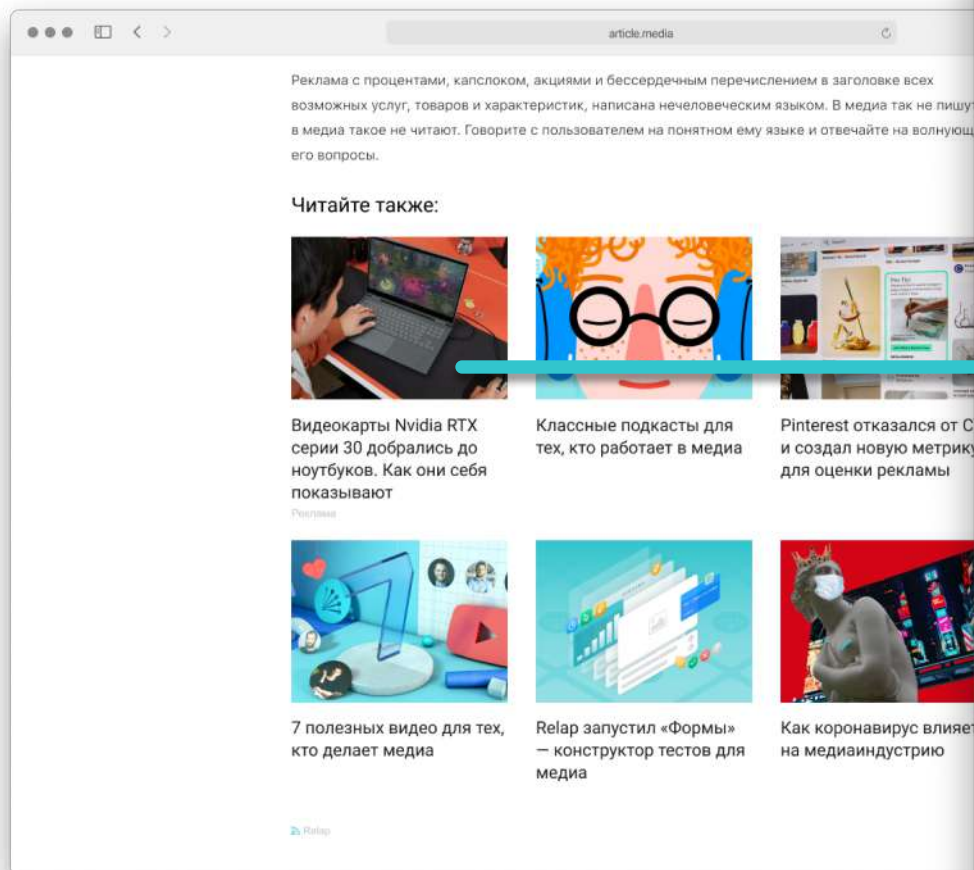 article.media
Реклама с процентами, капслоком, акциями и бессердечным перечислением в заголовке всех
возможных услуг, товаров и характеристик, написана нечеловеческим языком. В медиа так не пишут
в медиа такое не читают. Говорите с пользователем на понятном ему языке и отвечайте на волнующ
его вопросы.
Читайте также:
Видеокарты Nvidia RTX
серии 30 добрались до
ноутбуков. Как они себя
показывают
Реклама
Классные подкасты для
тех, кто работает в медиа
Pinterest отказался от C
и создал новую метрику
для оценки рекламы
7 полезных видео для тех,
кто делает медиа
Relap запустил «Формы»
— конструктор тестов для
медиа
Как коронавирус влияет
на медиаиндустрию
Relap